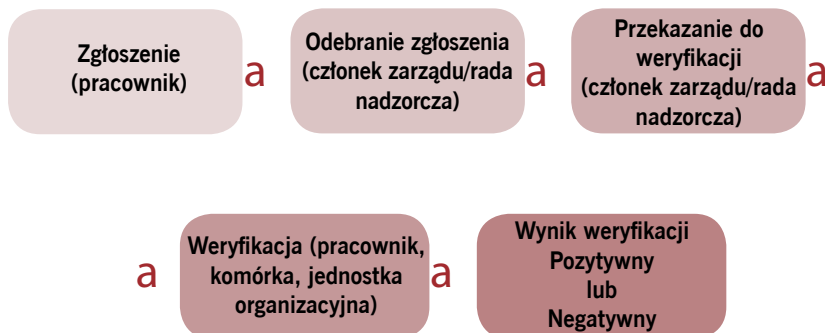 Zgłoszenie
(pracownik)
a
Odebranie zgłoszenia
(członek zarządu/rada
nadzorcza)
a
Przekazanie do
weryfikacji
(członek zarządu/rada
nadzorcza)
a
a
Weryfikacja (pracownik,
komórka, jednostka
organizacyjna)
a
Wynik weryfikacji
Pozytywny
lub
Negatywny